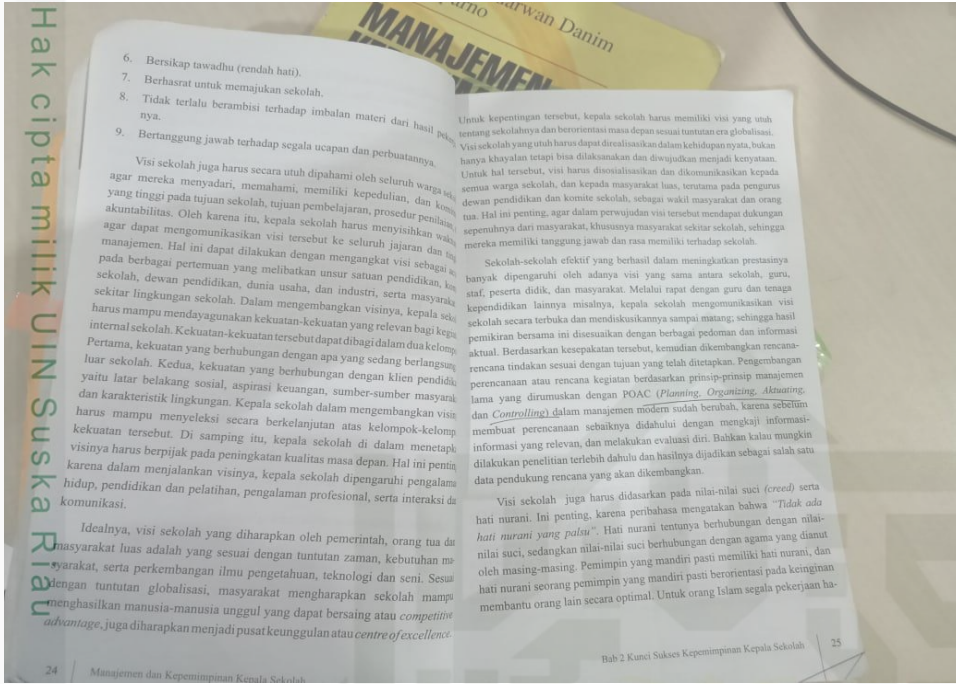 Hak cipta milik UIN Suska Riau
arwan Danim
MANAJEMEN
6. Bersikap tawadhu (rendah hati).
7. Berhasrat untuk memajukan sekolah.
8. Tidak terlalu berambisi terhadap imbalan materi dari hasil
nya.
9. Bertanggung jawab terhadap segala ucapan dan perbuatannya.
Visi sekolah juga harus secara utuh dipahami oleh seluruh warga
agar mereka menyadari, memahami, memiliki kepedulian, dan
yang tinggi pada tujuan sekolah, tujuan pembelajaran, prosedur penilaian,
akuntabilitas. Oleh karena itu, kepala sekolah harus menyisihkan
agar dapat mengomunikasikan visi tersebut ke seluruh jajaran dan
manajemen. Hal ini dapat dilakukan dengan mengangkat visi sebagai
pada berbagai pertemuan yang melibatkan unsur satuan pendidikan,
sekolah, dewan pendidikan, dunia usaha, dan industri, serta masyaraka
sekitar lingkungan sekolah. Dalam mengembangkan visinya, kepala
harus mampu mendayagunakan kekuatan-kekuatan yang relevan bagi
internal sekolah. Kekuatan-kekuatan tersebut dapat dibagi dalam dua kelomp
Pertama, kekuatan yang berhubungan dengan apa yang sedang berlangsung
luar sekolah. Kedua, kekuatan yang berhubungan dengan klien pendidik
yaitu latar belakang sosial, aspirasi keuangan, sumber-sumber masyarak
dan karakteristik lingkungan. Kepala sekolah dalam mengembangkan visin
harus mampu menyeleksi secara berkelanjutan atas kelompok-kelomp
kekuatan tersebut. Di samping itu, kepala sekolah di dalam menetapk
visinya harus berpijak pada peningkatan kualitas masa depan. Hal ini pentin
karena dalam menjalankan visinya, kepala sekolah dipengaruhi pengalama
hidup, pendidikan dan pelatihan, pengalaman profesional, serta interaksi da
komunikasi.
Idealnya, visi sekolah yang diharapkan oleh pemerintah, orang tua dan
masyarakat luas adalah yang sesuai dengan tuntutan zaman, kebutuhan ma-
syarakat, serta perkembangan ilmu pengetahuan, teknologi dan seni. Sesuai
dengan tuntutan globalisasi, masyarakat mengharapkan sekolah mampu
menghasilkan manusia-manusia unggul yang dapat bersaing atau competitive
advantage, juga diharapkan menjadi pusat keunggulan atau centre of excellence.
24 Manajemen dan Kepemimpinan Kepala Sekolah
Untuk kepentingan tersebut, kepala sekolah harus memiliki visi yang utuh
tentang sekolahnya dan berorientasi masa depan sesuai tuntutan era globalisasi.
Visi sekolah yang utuh harus dapat direalisasikan dalam kehidupan nyata, bukan
hanya khayalan tetapi bisa dilaksanakan dan diwujudkan menjadi kenyataan.
Untuk hal tersebut, visi harus disosialisasikan dan dikomunikasikan kepada
semua warga sekolah, dan kepada masyarakat luas, terutama pada pengurus
dewan pendidikan dan komite sekolah, sebagai wakil masyarakat dan orang
tua. Hal ini penting, agar dalam perwujudan visi tersebut mendapat dukungan
sepenuhnya dari masyarakat, khususnya masyarakat sekitar sekolah, sehingga
mereka memiliki tanggung jawab dan rasa memiliki terhadap sekolah.
Sekolah-sekolah efektif yang berhasil dalam meningkatkan prestasinya
banyak dipengaruhi oleh adanya visi yang sama antara sekolah, guru,
staf, peserta didik, dan masyarakat. Melalui rapat dengan guru dan tenaga
kependidikan lainnya misalnya, kepala sekolah mengomunikasikan visi
sekolah secara terbuka dan mendiskusikannya sampai matang; sehingga hasil
pemikiran bersama ini disesuaikan dengan berbagai pedoman dan informasi
aktual. Berdasarkan kesepakatan tersebut, kemudian dikembangkan rencana-
rencana tindakan sesuai dengan tujuan yang telah ditetapkan. Pengembangan
perencanaan atau rencana kegiatan berdasarkan prinsip-prinsip manajemen
lama yang dirumuskan dengan POAC (Planning, Organizing, Aktuating,
dan Controlling) dalam manajemen modern sudah berubah, karena sebelum
membuat perencanaan sebaiknya didahului dengan mengkaji informasi-
informasi yang relevan, dan melakukan evaluasi diri. Bahkan kalau mungkin
dilakukan penelitian terlebih dahulu dan hasilnya dijadikan sebagai salah satu
data pendukung rencana yang akan dikembangkan.
Visi sekolah juga harus didasarkan pada nilai-nilai suci (creed) serta
hati nurani. Ini penting, karena peribahasa mengatakan bahwa "Tidak ada
hati nurani yang palsu". Hati nurani tentunya berhubungan dengan nilai-
nilai suci, sedangkan nilai-nilai suci berhubungan dengan agama yang dianut
oleh masing-masing. Pemimpin yang mandiri pasti memiliki hati nurani, dan
hati nurani seorang pemimpin yang mandiri pasti berorientasi pada keinginan
membantu orang lain secara optimal. Untuk orang Islam segala pekerjaan ha-
Bab 2 Kunci Sukses Kepemimpinan Kepala Sekolah 25